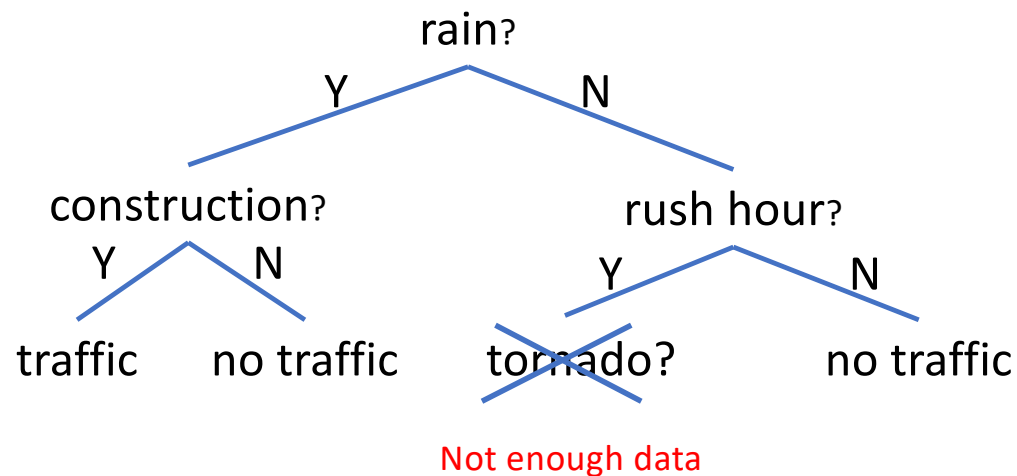 rain?
Y N
construction? rush hour?
Y N Y N
traffic no traffic tornado? no traffic
Not enough data